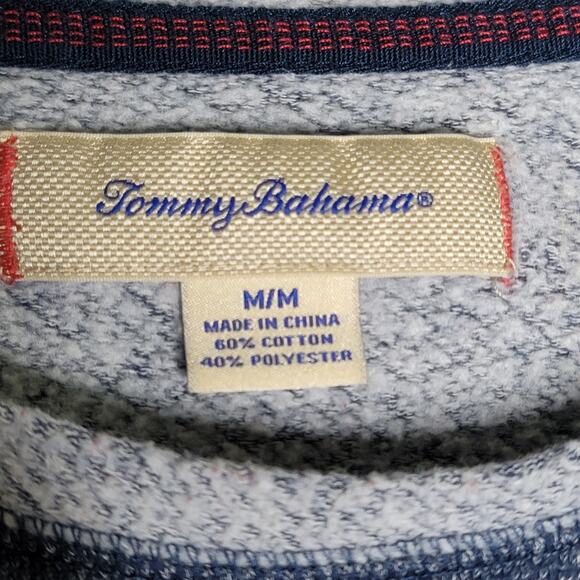 Tommy Bahama®
M/M
MADE IN CHINA
60% COTTON
40% POLYESTER